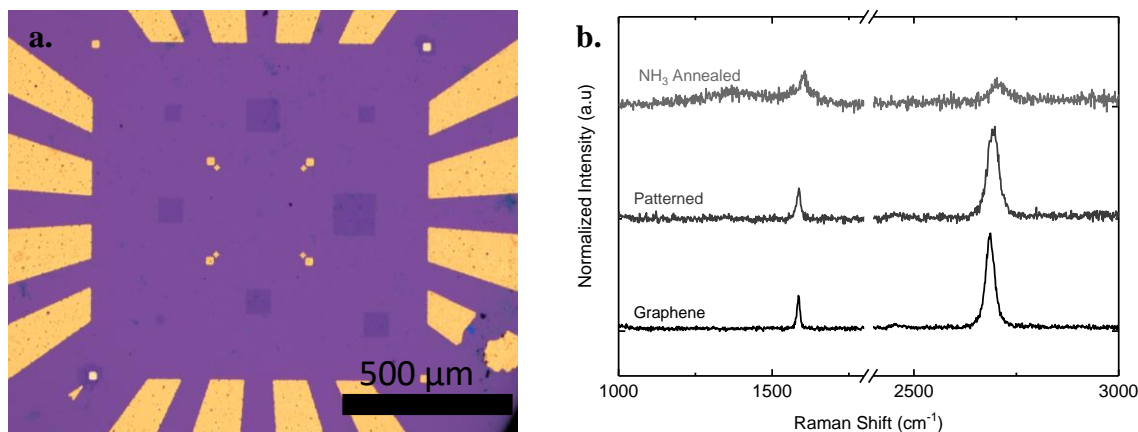 a.
500 µm
b.
NH₃ Annealed
Patterned
Graphene
Normalized Intensity (a.u)
1000
1500
2500
3000
Raman Shift (cm⁻¹)